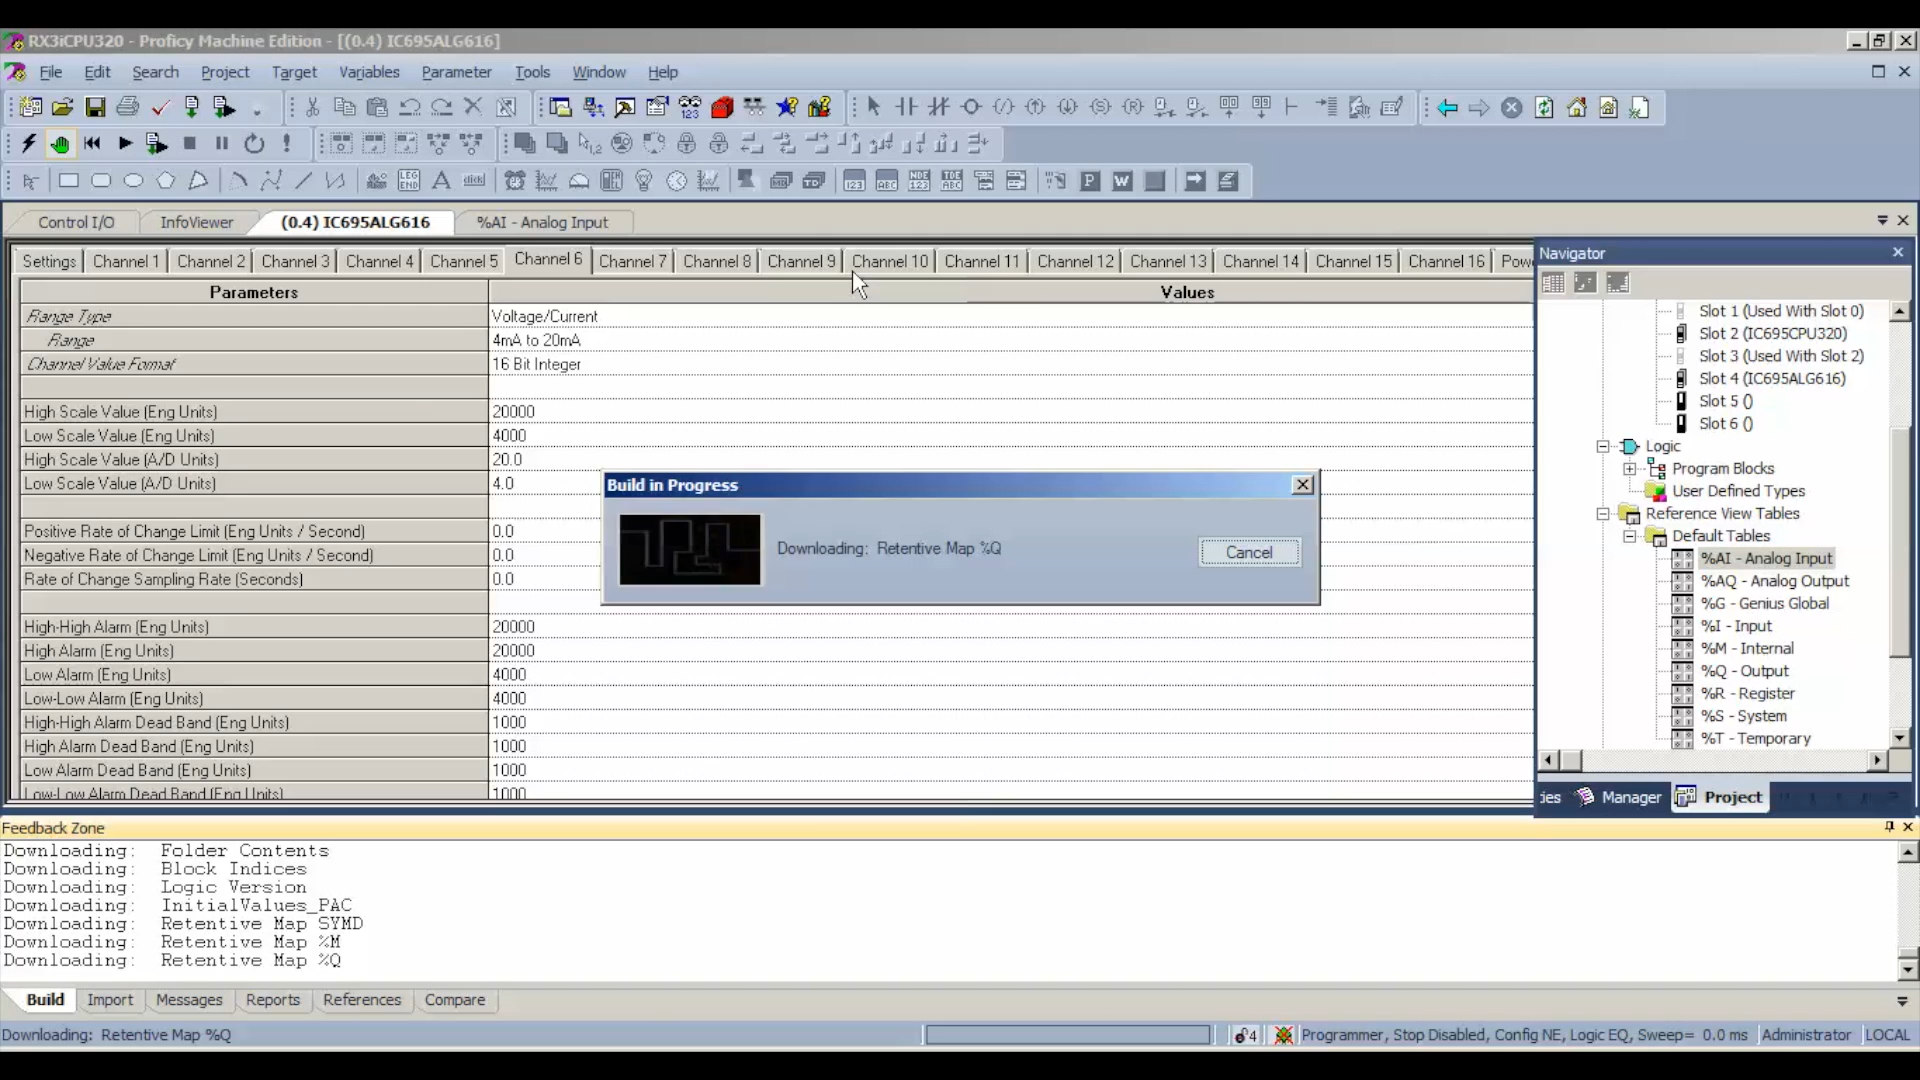 RX3iCPU320 - Proficy Machine Edition - [(0.4) IC695ALG616]
File Edit Search Project Target Variables Parameter Tools Window Help
Control I/O InfoViewer (0.4) IC695ALG616 %AI - Analog Input
Settings Channel 1 Channel 2 Channel 3 Channel 4 Channel 5 Channel 6 Channel 7 Channel 8 Channel 9 Channel 10 Channel 11 Channel 12 Channel 13 Channel 14 Channel 15 Channel 16 Pow
Parameters Values
Range Type Voltage/Current
Range 4mA to 20mA
Channel Value Format 16 Bit Integer
High Scale Value (Eng Units) 20000
Low Scale Value (Eng Units) 4000
High Scale Value (A/D Units) 20.0
Low Scale Value (A/D Units) 4.0
Positive Rate of Change Limit (Eng Units / Second) 0.0
Negative Rate of Change Limit (Eng Units / Second) 0.0
Rate of Change Sampling Rate (Seconds) 0.0
High-High Alarm (Eng Units) 20000
High Alarm (Eng Units) 20000
Low Alarm (Eng Units) 4000
Low-Low Alarm (Eng Units) 4000
High-High Alarm Dead Band (Eng Units) 1000
High Alarm Dead Band (Eng Units) 1000
Low Alarm Dead Band (Eng Units) 1000
Low-Low Alarm Dead Band (Eng Units) 1000
Build in Progress
Downloading: Retentive Map %Q
Cancel
Navigator
Slot 1 (Used With Slot 0)
Slot 2 (IC695CPU320)
Slot 3 (Used With Slot 2)
Slot 4 (IC695ALG616)
Slot 5 ()
Slot 6 ()
Logic
Program Blocks
User Defined Types
Reference View Tables
Default Tables
%AI - Analog Input
%AQ - Analog Output
%G - Genius Global
%I - Input
%M - Internal
%Q - Output
%R - Register
%S - System
%T - Temporary
ies Manager Project
Feedback Zone
Downloading: Folder Contents
Downloading: Block Indices
Downloading: Logic Version
Downloading: InitialValues_PAC
Downloading: Retentive Map SYMD
Downloading: Retentive Map %M
Downloading: Retentive Map %Q
Build Import Messages Reports References Compare
Downloading: Retentive Map %Q 4 Programmer, Stop Disabled, Config NE, Logic EQ, Sweep= 0.0 ms Administrator LOCAL